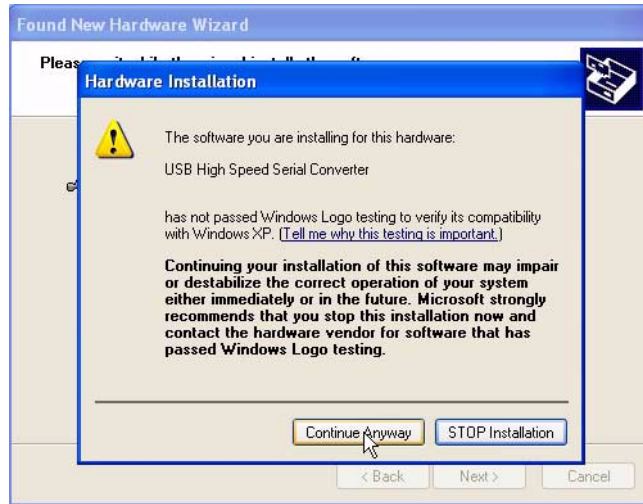 Found New Hardware Wizard
Pleas
Hardware Installation
The software you are installing for this hardware:
USB High Speed Serial Converter
has not passed Windows Logo testing to verify its compatibility
with Windows XP. (Tell me why this testing is important.)
Continuing your installation of this software may impair
or destabilize the correct operation of your system
either immediately or in the future. Microsoft strongly
recommends that you stop this installation now and
contact the hardware vendor for software that has
passed Windows Logo testing.
Continue Anyway STOP Installation
< Back Next > Cancel